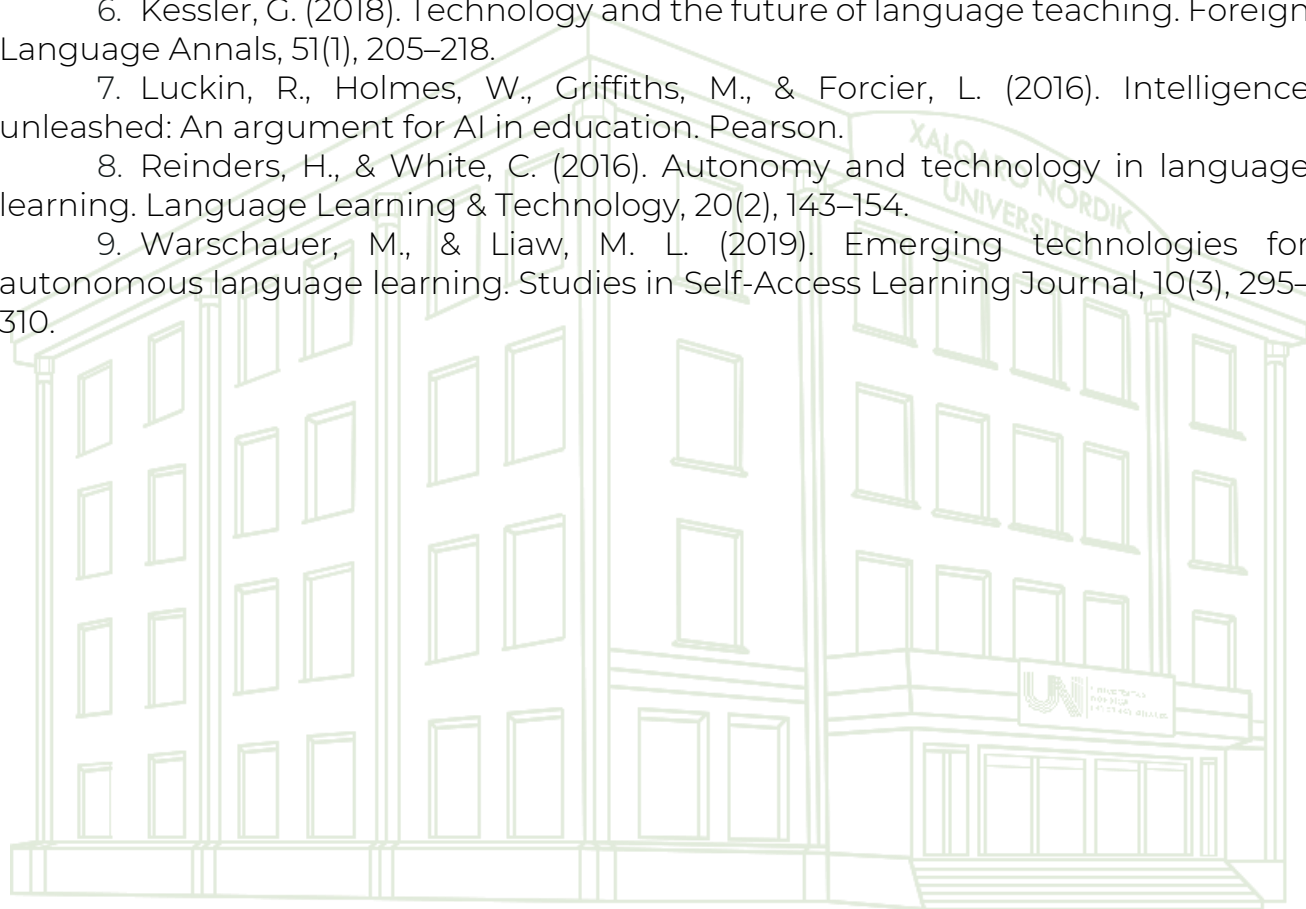 6. Kessler, G. (2018). Technology and the future of language teaching. Foreign
Language Annals, 51(1), 205–218.
7. Luckin, R., Holmes, W., Griffiths, M., & Forcier, L. (2016). Intelligence
unleashed: An argument for AI in education. Pearson.
8. Reinders, H., & White, C. (2016). Autonomy and technology in language
learning. Language Learning & Technology, 20(2), 143–154.
9. Warschauer, M., & Liaw, M. L. (2019). Emerging technologies for
autonomous language learning. Studies in Self-Access Learning Journal, 10(3), 295–
310.
NORDIK
UNI